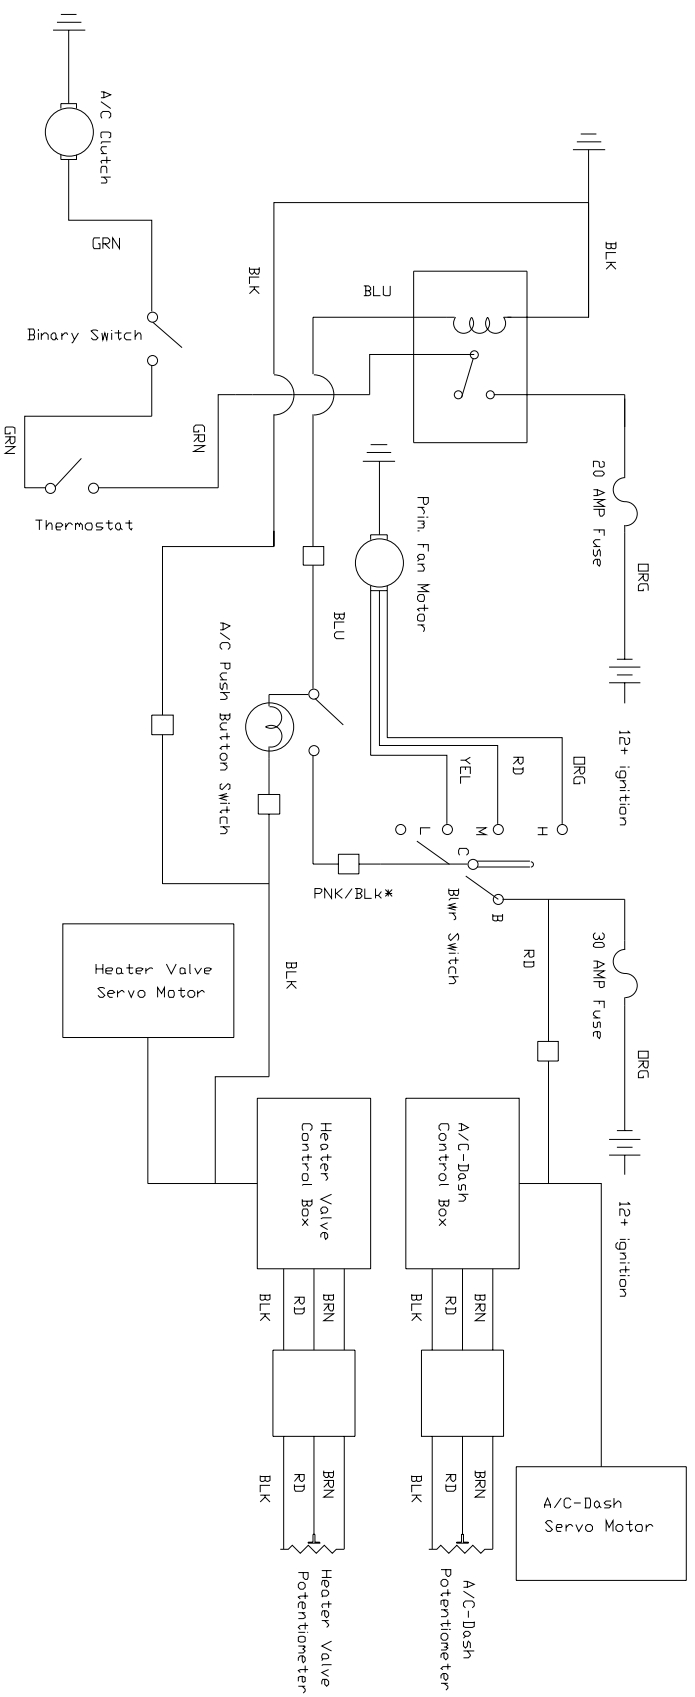 A/C Clutch
GRN
BLK
BLK
BLU
Binary Switch
GRN
GRN
Thermostat
20 AMP Fuse
Prim. Fan Motor
ORG
BLU
A/C Push Button Switch
12+ ignition
YEL
RD
ORG
L
M
H
C
PNK/BLk*
Blwr Switch
B
RD
30 AMP Fuse
BLK
Heater Valve
Servo Motor
ORG
Heater Valve
Control Box
A/C-Dash
Control Box
12+ ignition
BLK
RD
BRN
BLK
RD
BRN
BLK
RD
BRN
BLK
RD
BRN
A/C-Dash
Servo Motor
Heater Valve
Potentiometer
A/C-Dash
Potentiometer